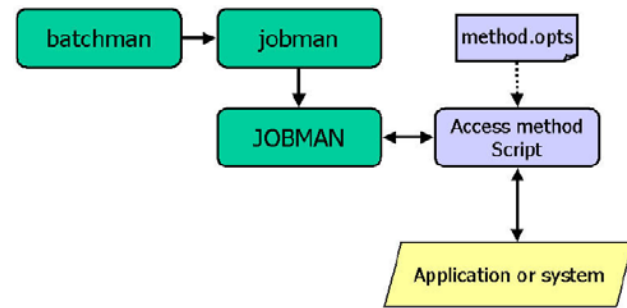 batchman
jobman
method.opts
JOBMAN
Access method
Script
Application or system